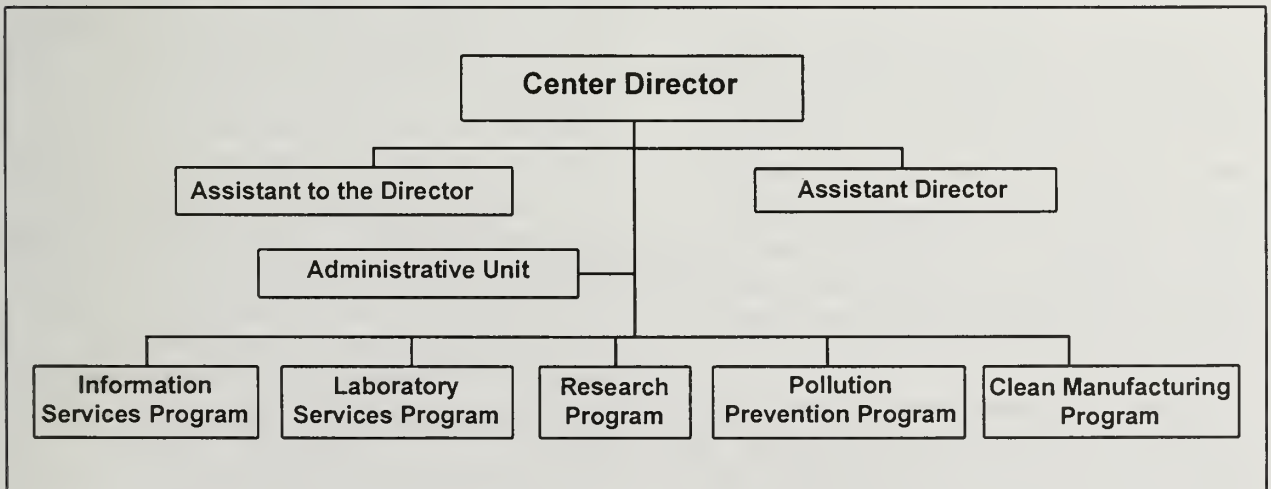 Center Director
Assistant to the Director
Assistant Director
Administrative Unit
Information
Services Program
Laboratory
Services Program
Research
Program
Pollution
Prevention Program
Clean Manufacturing
Program